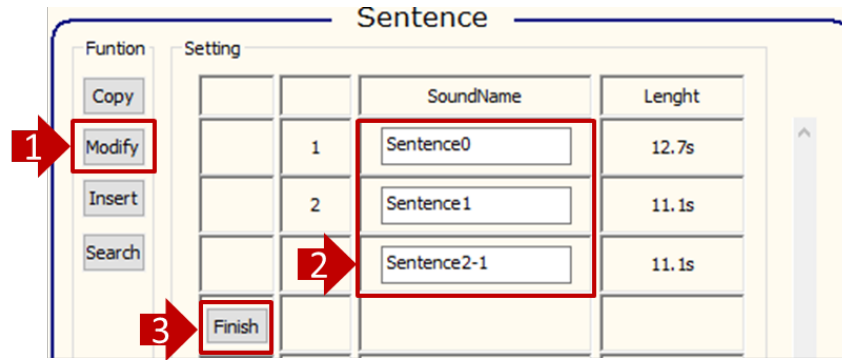 Sentence
Funtion Setting
Copy SoundName Lenght
1 Modify 1 Sentence0 12.7s
Insert 2 Sentence1 11.1s
Search 2 Sentence2-1 11.1s
3 Finish